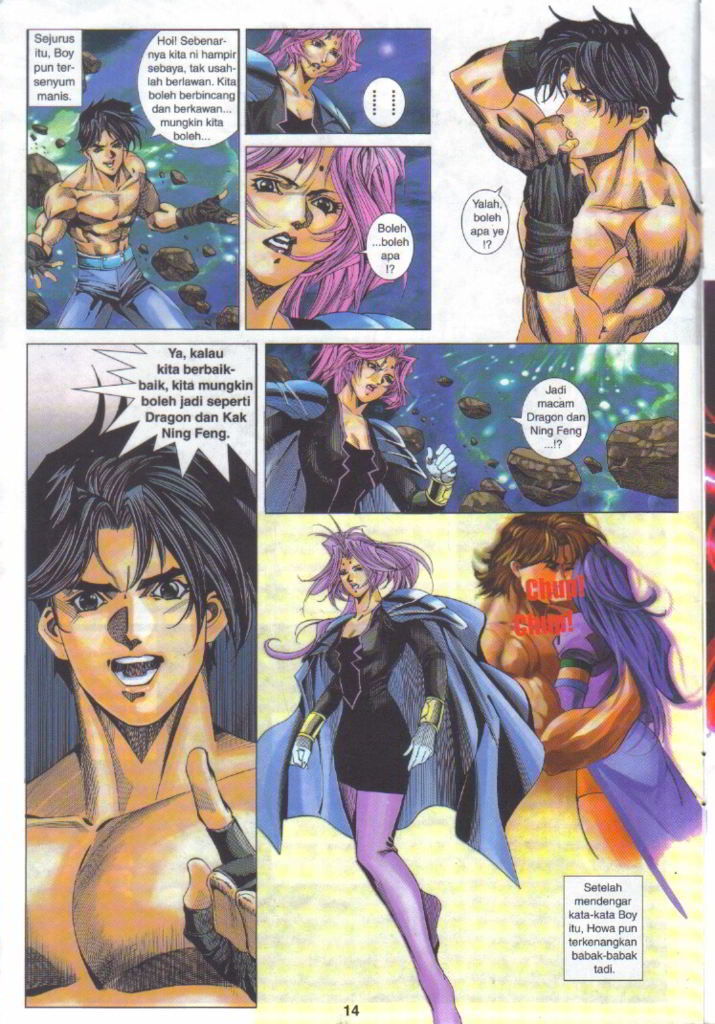 Sejurus
itu, Boy
pun ter-
senyum
manis.
Hoi! Sebenar-
nya kita ni hampir
sebaya, tak usah-
lah berlawan. Kita
boleh berbincang
dan berkawan...
mungkin kita
boleh...
Boleh
...boleh
apa
!?
Yalah,
boleh
apa ye
!?
Ya, kalau
kita berbaik-
baik, kita mungkin
boleh jadi seperti
Dragon dan Kak
Ning Feng.
Jadi
macam
Dragon dan
Ning Feng
...!?
Chup!
Chip!
Setelah
mendengar
kata-kata Boy
itu, Howa pun
terkenangkan
babak-babak
tadi.
14